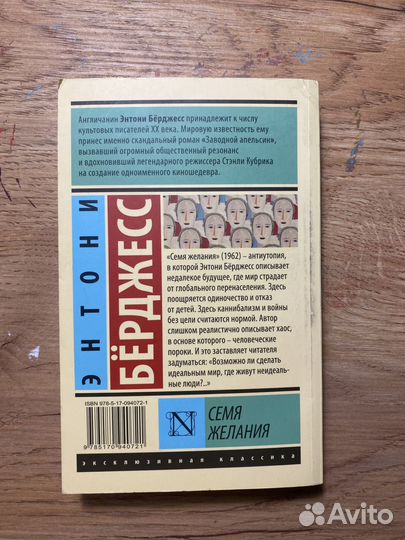 Англичанин Энтони Бёрджесс принадлежит к числу
культовых писателей XX века. Мировую известность ему
принес именно скандальный роман «Заводной апельсин»,
вызвавший огромный общественный резонанс
и вдохновивший легендарного режиссера Стэнли Кубрика
на создание одноименного киношедевра.
ЭНТОНИ
БЁРДЖЕСС
«Семя желания» (1962) – антиутопия,
в которой Энтони Бёрджесс описывает
недалекое будущее, где мир страдает
от глобального перенаселения. Здесь
поощряется одиночество и отказ
от детей. Здесь каннибализм и войны
без цели считаются нормой. Автор
слишком реалистично описывает хаос,
в основе которого – человеческие
пороки. И это заставляет читателя
задуматься: «Возможно ли сделать
идеальным мир, где живут неидеаль-
ные люди?..»
ISBN 978-5-17-094072-1
9 785170 940721
N
СЕМЯ
ЖЕЛАНИЯ
эксклюзивная классика
Avito